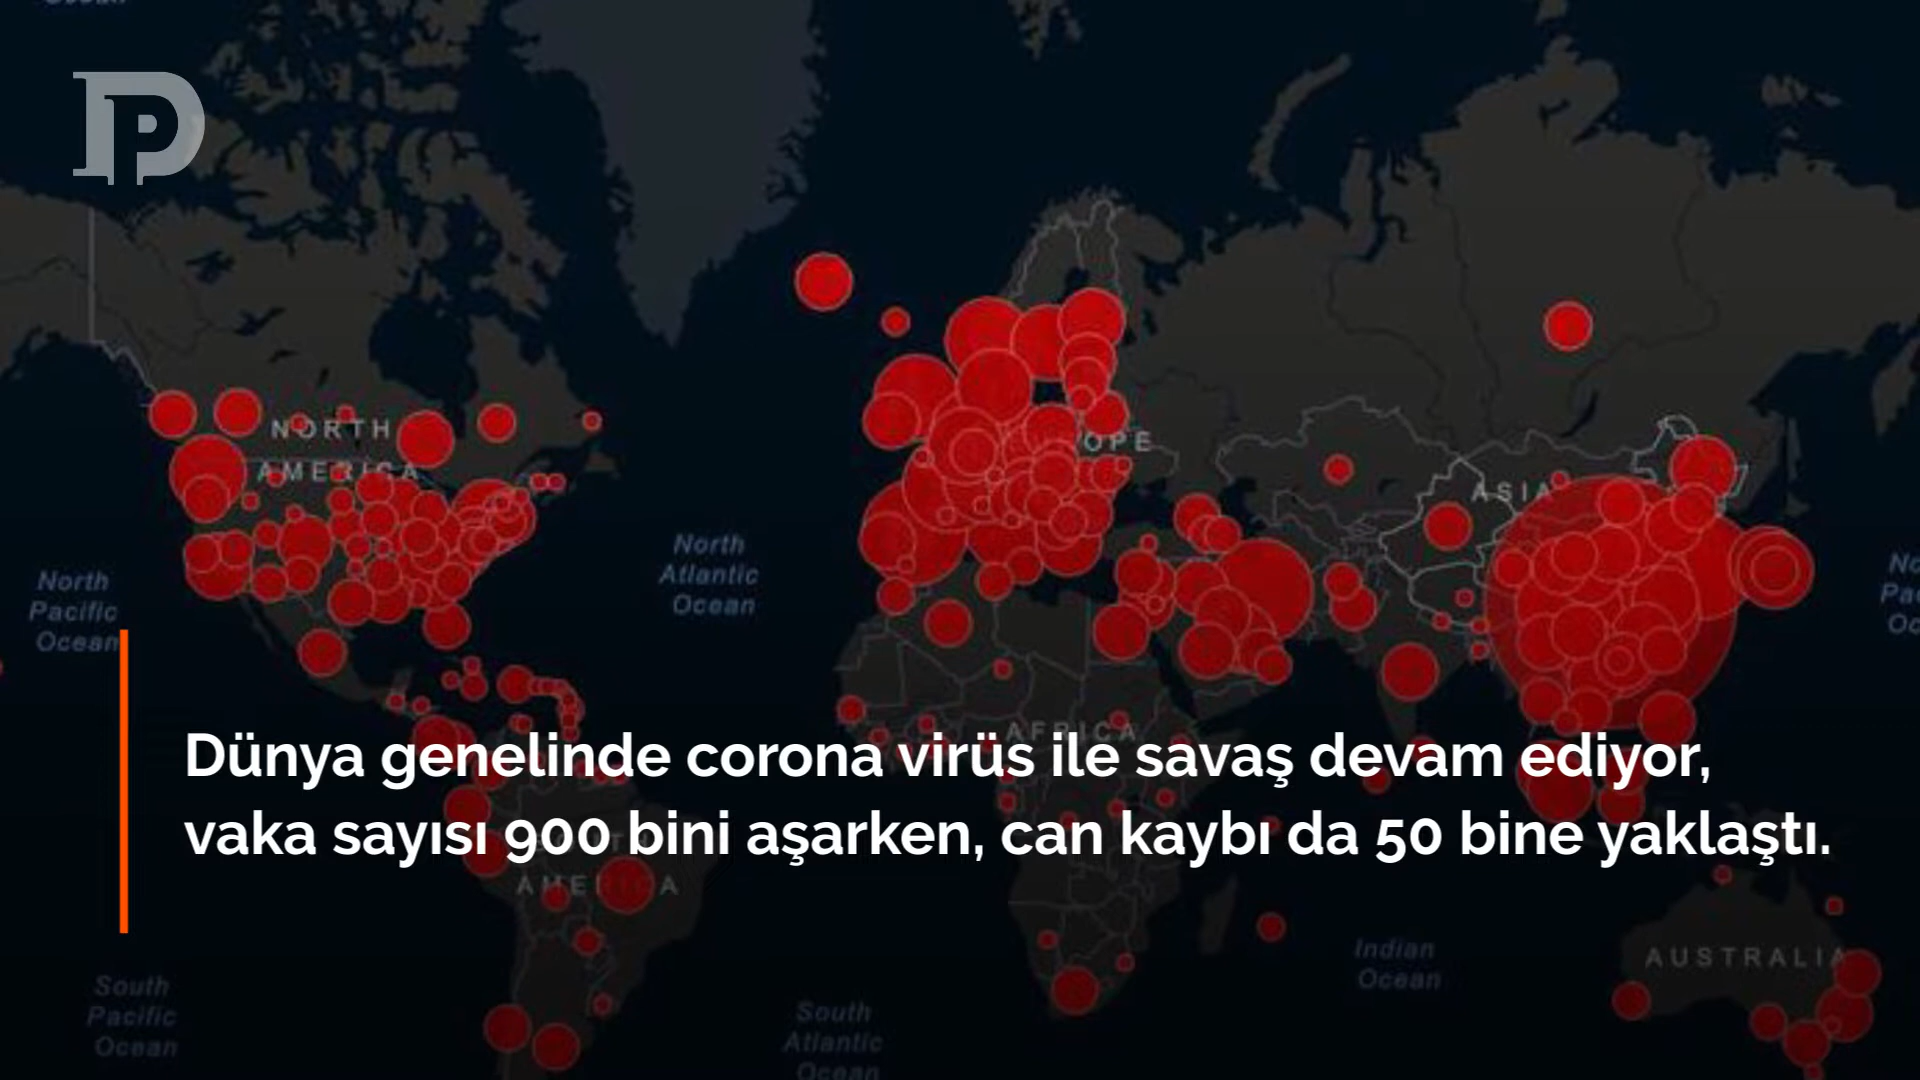 Ocean
P
NORTH
AMERICA
OPE
ASIA
North
Atlantic
Ocean
North
Pacific
Ocean
AFRICA
Dünya genelinde corona virüs ile savaş devam ediyor,
vaka sayısı 900 bini aşarken, can kaybı da 50 bine yaklaştı.
AMERICA
Indian
Ocean
AUSTRALIA
South
Pacific
Ocean
South
Atlantic
Ocean